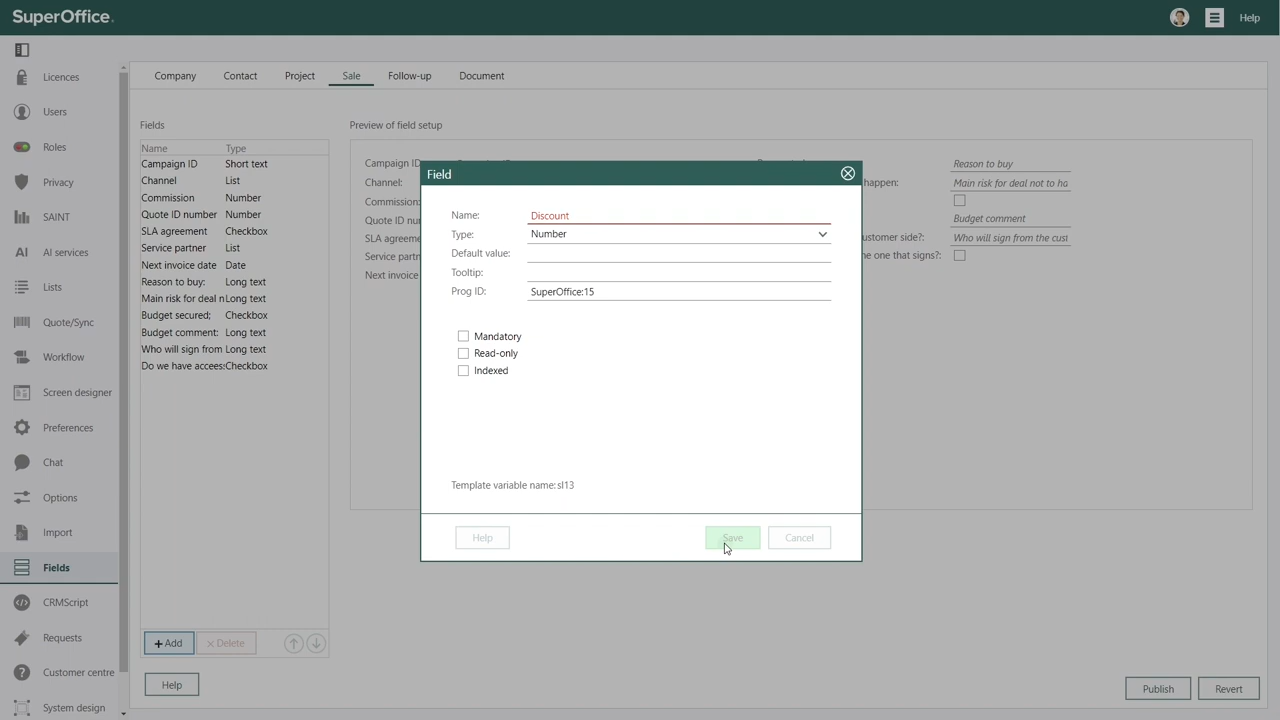 SuperOffice.
Help
Licences
Users
Roles
Privacy
SAINT
AI AI services
Lists
Quote/Sync
Workflow
Screen designer
Preferences
Chat
Options
Import
Fields
CRMScript
Requests
Customer centre
System design
Company Contact Project Sale Follow-up Document
Fields
Name Type
Campaign ID Short text
Channel List
Commission Number
Quote ID number Number
SLA agreement Checkbox
Service partner List
Next invoice date Date
Reason to buy: Long text
Main risk for deal n Long text
Budget secured; Checkbox
Budget comment: Long text
Who will sign from Long text
Do we have accees: Checkbox
+ Add × Delete
Help
Preview of field setup
Campaign ID
Channel:
Commission:
Quote ID nu
SLA agreeme
Service partn
Next invoice
happen:
ustomer side?:
e one that signs?:
Reason to buy
Main risk for deal not to ha
Budget comment
Who will sign from the cust
Field
Name: Discount
Type: Number
Default value:
Tooltip:
Prog ID: SuperOffice:15
Mandatory
Read-only
Indexed
Template variable name: sl13
Help Save Cancel
Publish Revert